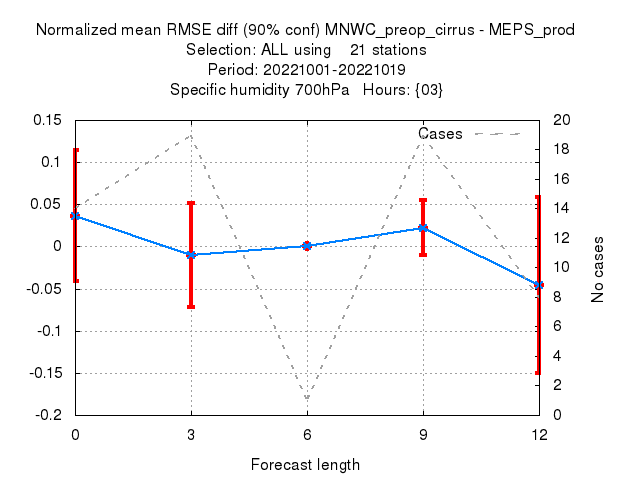 Normalized mean RMSE diff (90% conf) MNWC_preop_cirrus - MEPS_prod
Selection: ALL using 21 stations
Period: 20221001-20221019
Specific humidity 700hPa Hours: {03}
Cases
0.15
0.1
0.05
0
-0.05
-0.1
-0.15
-0.2
20
18
16
14
12
10
8
6
4
2
0
No cases
0 3 6 9 12
Forecast length